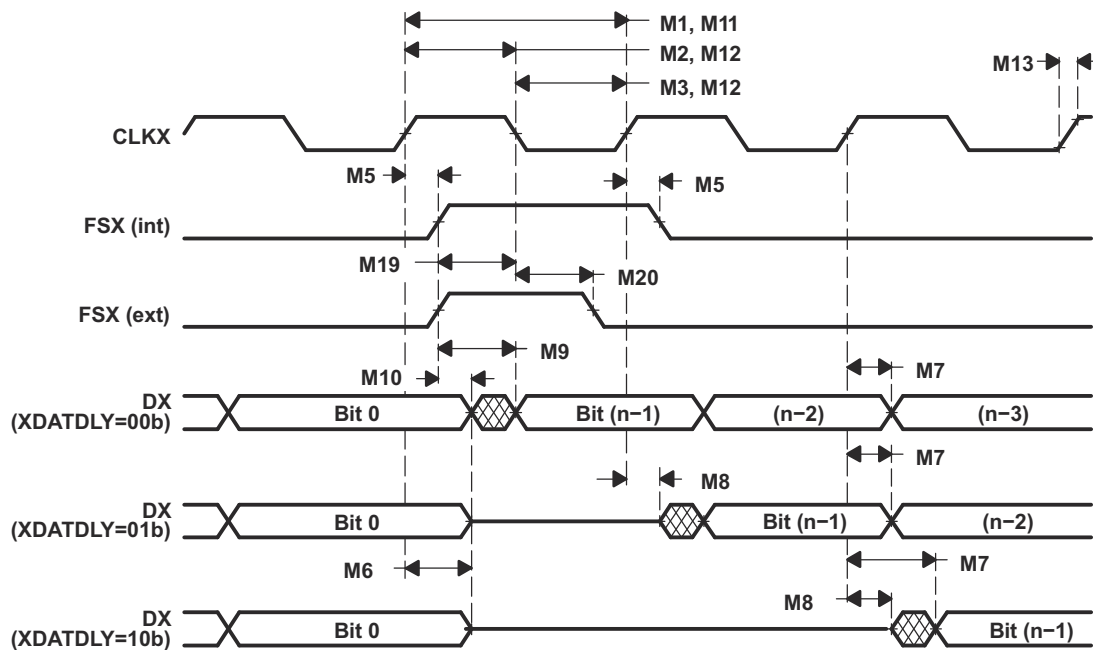 M1, M11
M2, M12
M13
M3, M12
CLKX
M5
M5
FSX (int)
M19
M20
FSX (ext)
M9
M10
M7
DX
(XDATDLY=00b)
Bit 0
Bit (n−1)
(n−2)
(n−3)
M7
M8
DX
(XDATDLY=01b)
Bit 0
Bit (n−1)
(n−2)
M6
M7
M8
DX
(XDATDLY=10b)
Bit 0
Bit (n−1)